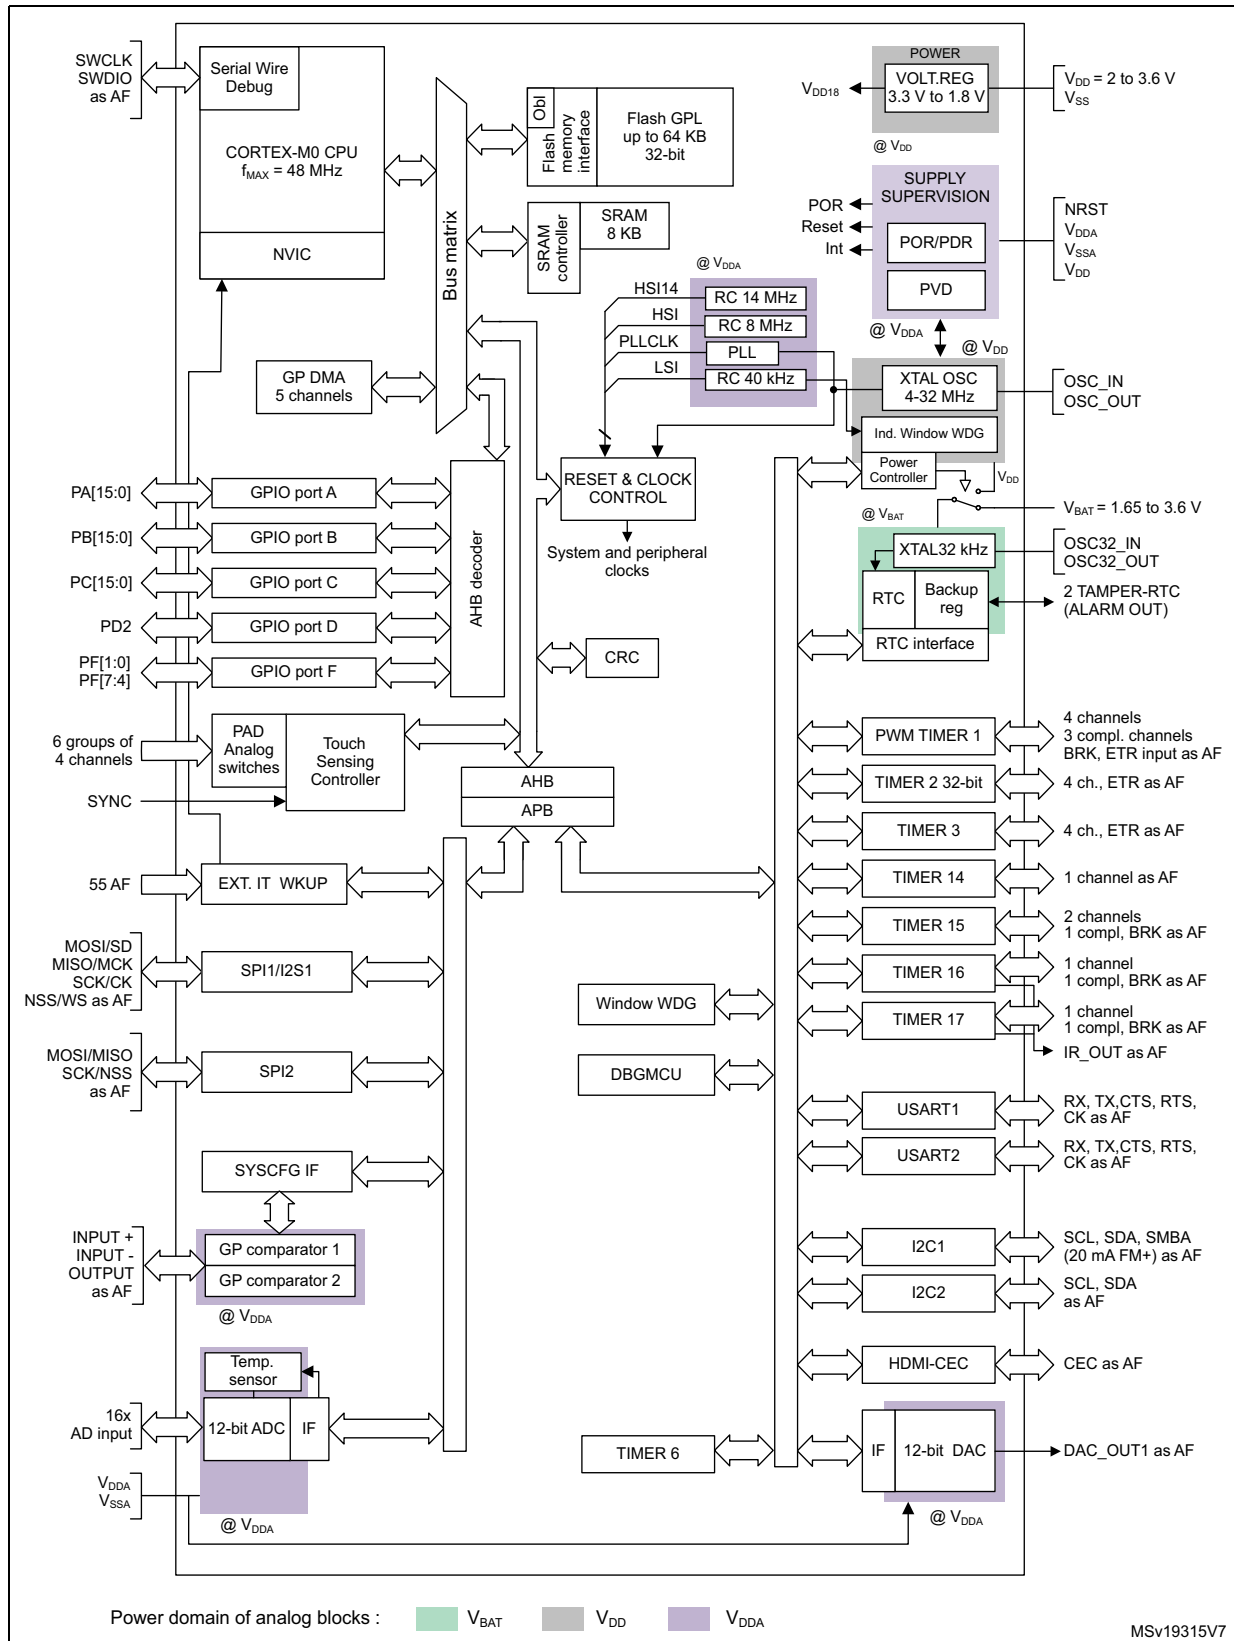 SWCLK
SWDIO
as AF
Serial Wire
Debug
CORTEX-M0 CPU
fMAX = 48 MHz
NVIC
Bus matrix
Obl
Flash
memory
interface
Flash GPL
up to 64 KB
32-bit
SRAM
controller
SRAM
8 KB
POWER
VOLT.REG
3.3 V to 1.8 V
VDD18
VDD = 2 to 3.6 V
VSS
@ VDD
SUPPLY
SUPERVISION
POR/PDR
PVD
POR
Reset
Int
NRST
VDDA
VSSA
VDD
@ VDDA
@ VDD
@ VDDA
HSI14
HSI
PLLCLK
LSI
RC 14 MHz
RC 8 MHz
PLL
RC 40 kHz
XTAL OSC
4-32 MHz
OSC_IN
OSC_OUT
Ind. Window WDG
Power
Controller
VDD
VBAT = 1.65 to 3.6 V
@ VBAT
XTAL32 kHz
OSC32_IN
OSC32_OUT
RTC
Backup
reg
2 TAMPER-RTC
(ALARM OUT)
RTC interface
GP DMA
5 channels
RESET & CLOCK
CONTROL
System and peripheral
clocks
PA[15:0]
GPIO port A
PB[15:0]
GPIO port B
PC[15:0]
GPIO port C
PD2
GPIO port D
PF[1:0]
PF[7:4]
GPIO port F
AHB decoder
CRC
6 groups of
4 channels
SYNC
PAD
Analog
switches
Touch
Sensing
Controller
AHB
APB
PWM TIMER 1
4 channels
3 compl. channels
BRK, ETR input as AF
TIMER 2 32-bit
4 ch., ETR as AF
TIMER 3
4 ch., ETR as AF
TIMER 14
1 channel as AF
TIMER 15
2 channels
1 compl, BRK as AF
TIMER 16
1 channel
1 compl, BRK as AF
TIMER 17
1 channel
1 compl, BRK as AF
IR_OUT as AF
55 AF
EXT. IT WKUP
MOSI/SD
MISO/MCK
SCK/CK
NSS/WS as AF
SPI1/I2S1
Window WDG
MOSI/MISO
SCK/NSS
as AF
SPI2
DBGMCU
USART1
RX, TX,CTS, RTS,
CK as AF
USART2
RX, TX,CTS, RTS,
CK as AF
SYSCFG IF
INPUT +
INPUT -
OUTPUT
as AF
GP comparator 1
GP comparator 2
@ VDDA
I2C1
SCL, SDA, SMBA
(20 mA FM+) as AF
I2C2
SCL, SDA
as AF
HDMI-CEC
CEC as AF
Temp.
sensor
16x
AD input
12-bit ADC
IF
TIMER 6
IF
12-bit DAC
DAC_OUT1 as AF
VDDA
VSSA
@ VDDA
@ VDDA
Power domain of analog blocks :
VBAT
VDD
VDDA
MSv19315V7